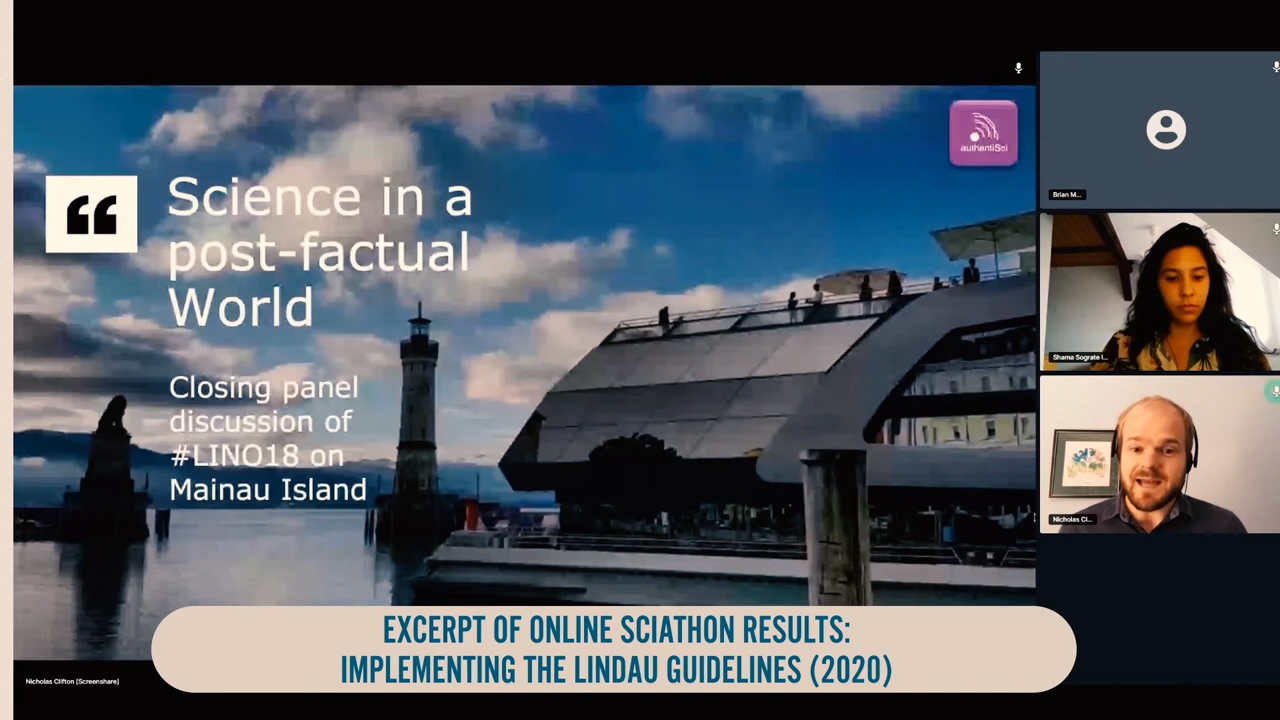 authentiSci
Science in a
post-factual
World
Closing panel
discussion of
#LINO18 on
Mainau Island
Brian M...
Shama Sograte I...
Nicholas Cl...
EXCERPT OF ONLINE SCIATHON RESULTS:
IMPLEMENTING THE LINDAU GUIDELINES (2020)
Nicholas Clifton [Screenshare]